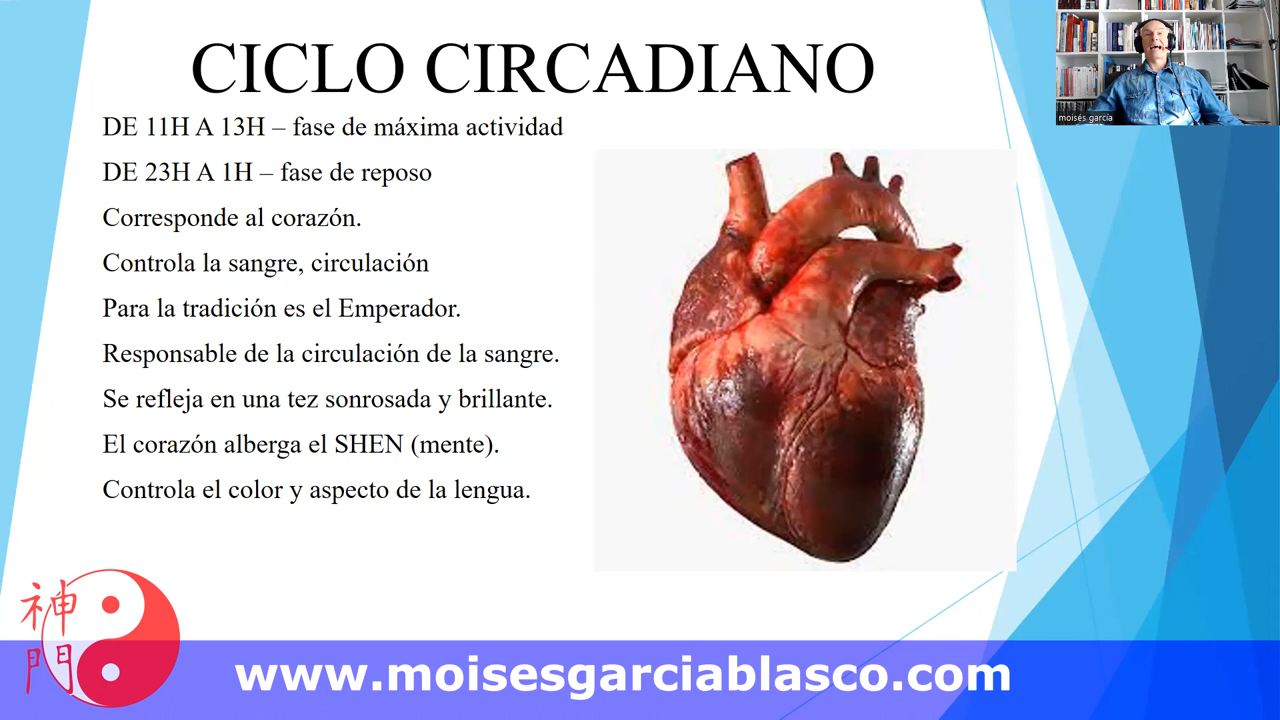 CICLO CIRCADIANO
DE 11H A 13H – fase de máxima actividad
DE 23H A 1H – fase de reposo
Corresponde al corazón.
Controla la sangre, circulación
Para la tradición es el Emperador.
Responsable de la circulación de la sangre.
Se refleja en una tez sonrosada y brillante.
El corazón alberga el SHEN (mente).
Controla el color y aspecto de la lengua.
moisés garcía
神門
www.moisesgarciablasco.com